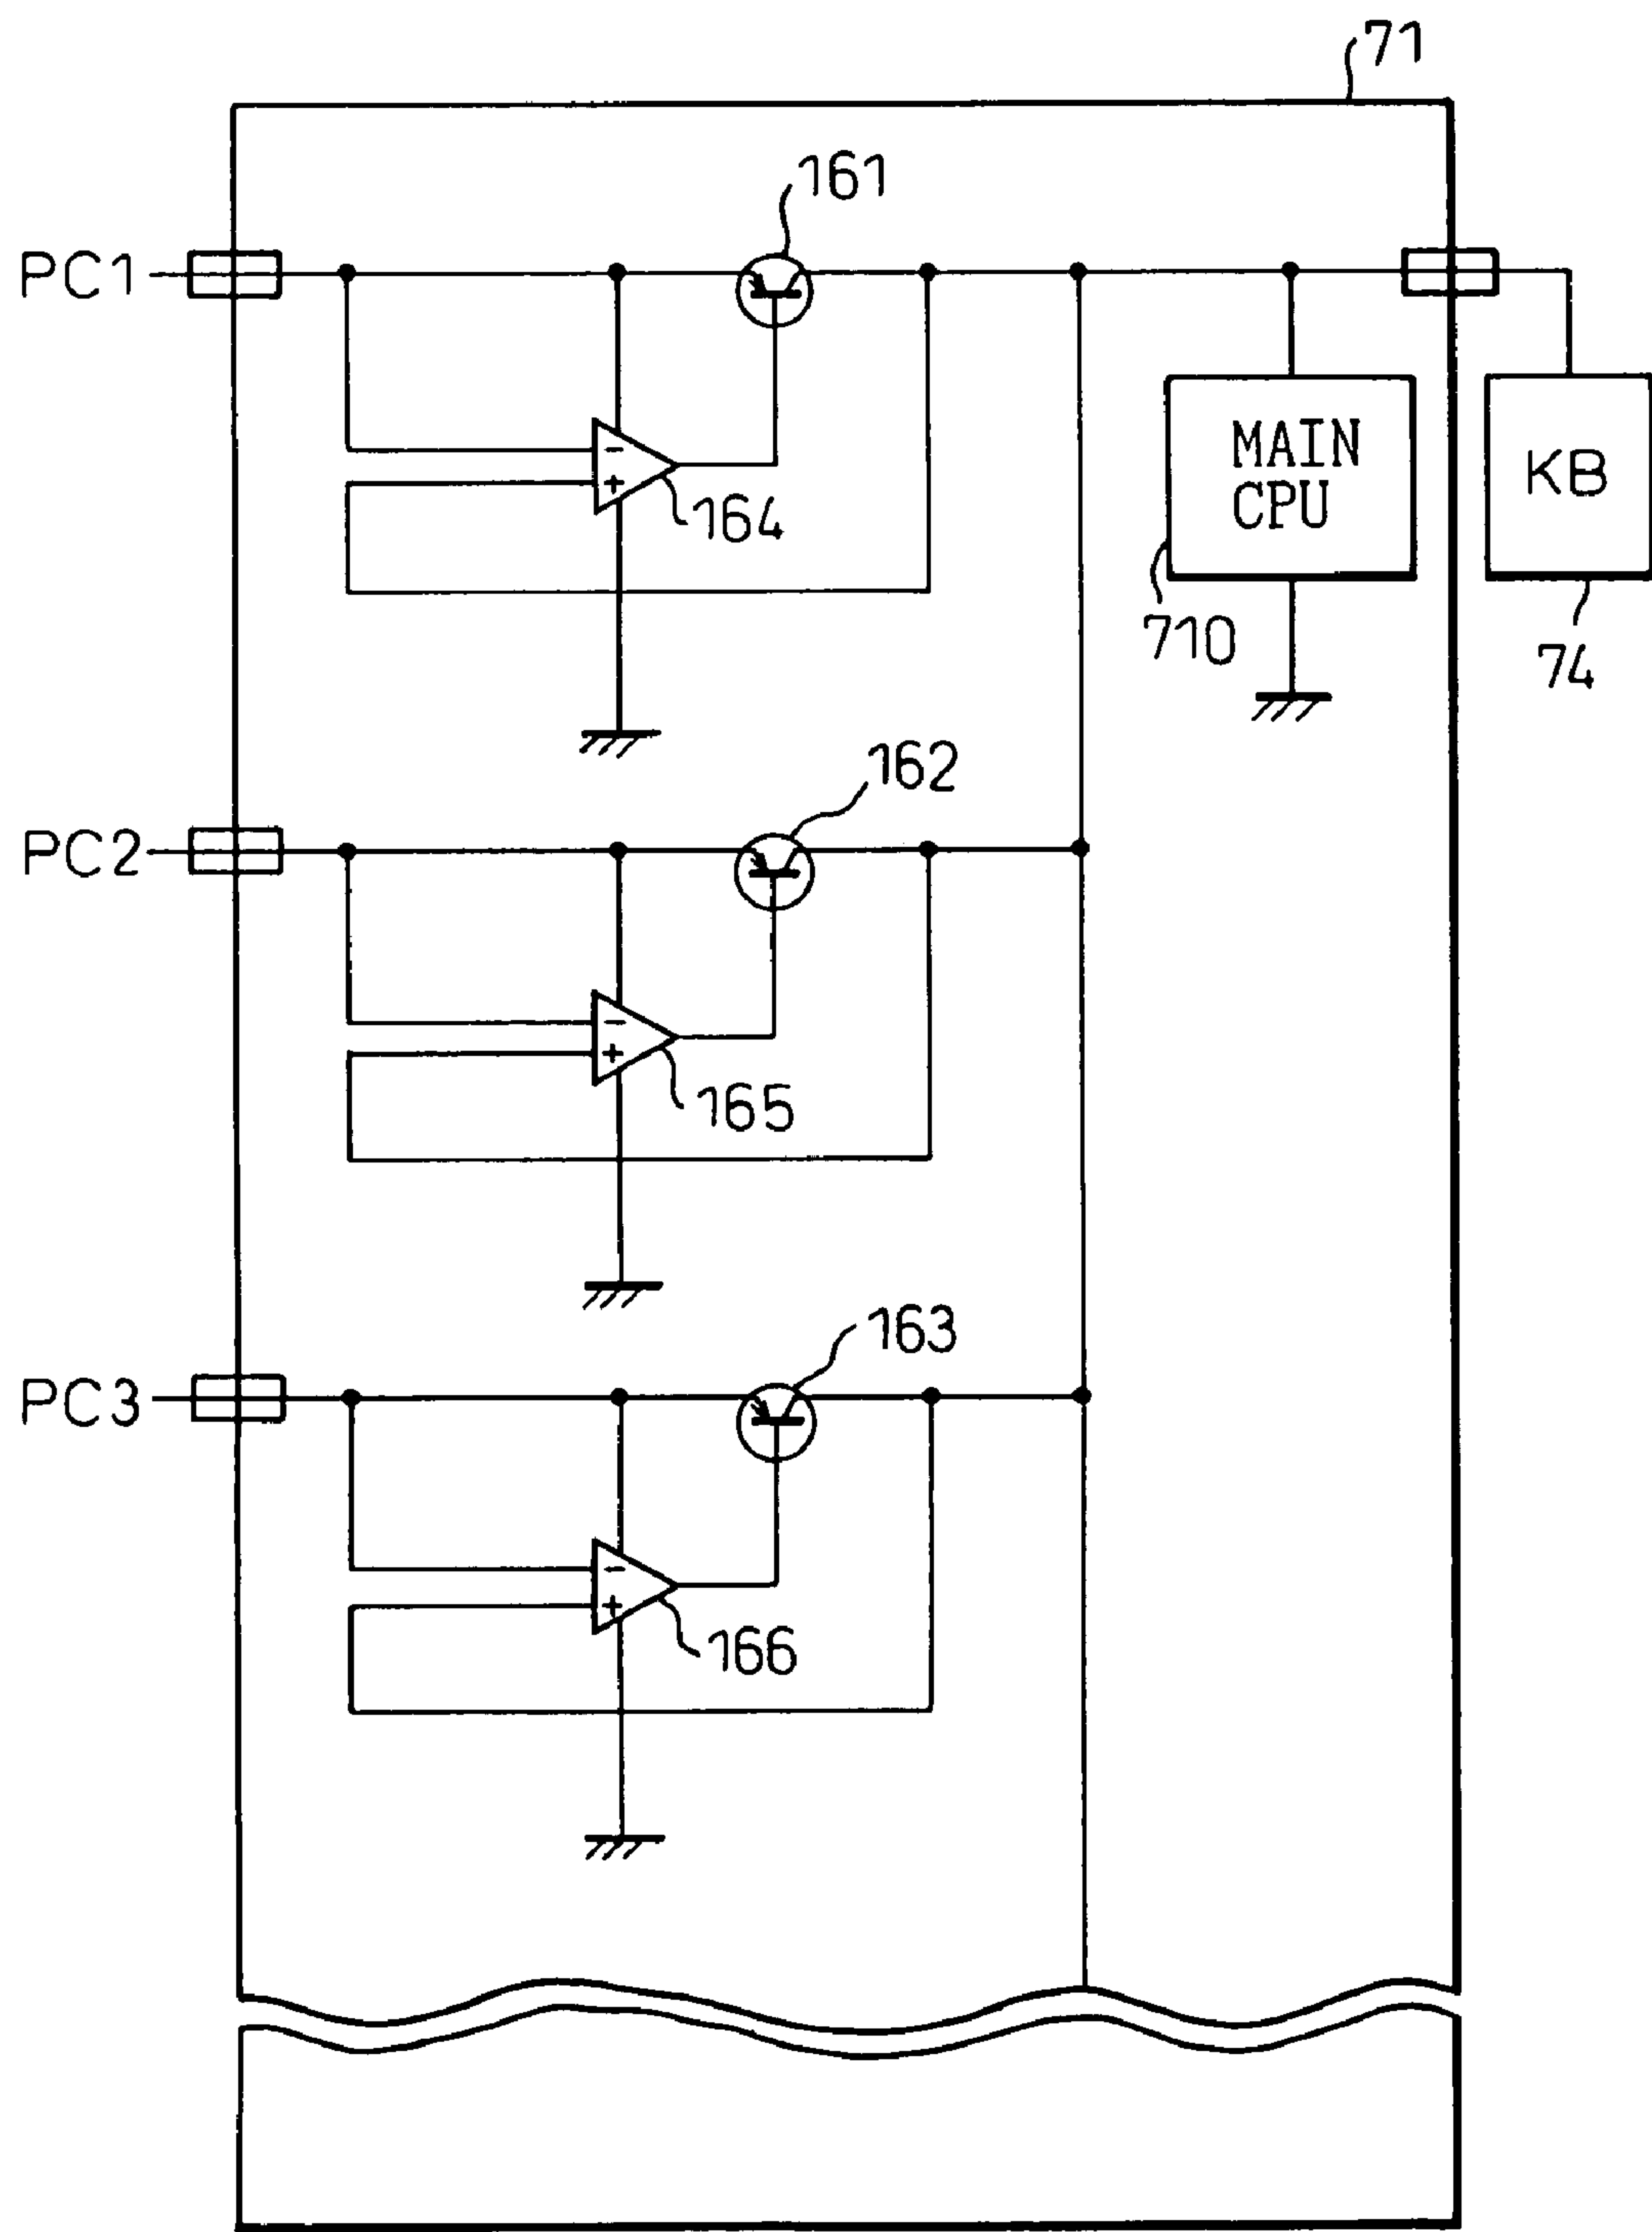 71
161
PC1
MAIN
CPU
KB
-
+
164
710
74
162
PC2
-
+
165
163
PC3
-
+
166